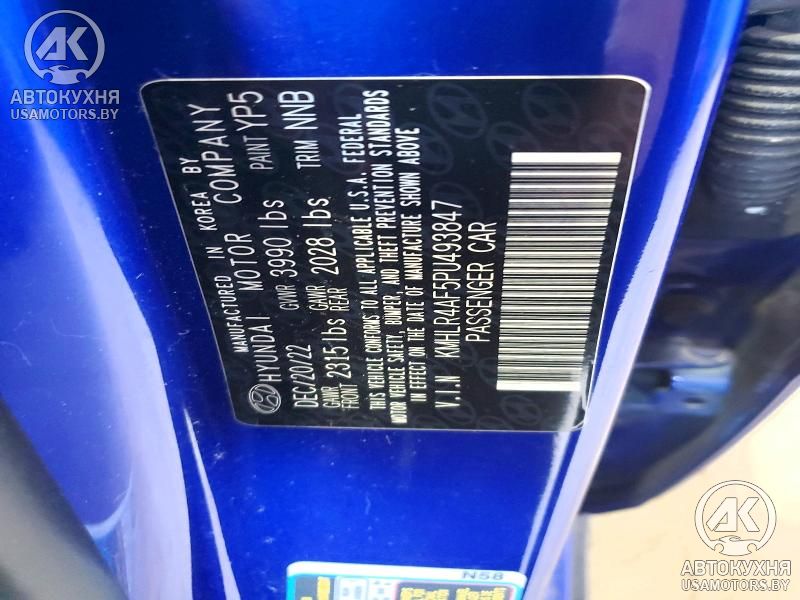 АК
АВТОКУХНЯ
USAMOTORS.BY
MANUFACTURED IN KOREA BY
HYUNDAI MOTOR COMPANY
DEC/20/22 GVWR 3990 lbs PAINT YP5
GAWR FRONT 2315 lbs GAWR REAR 2028 lbs TRIM NNB
THIS VEHICLE CONFORMS TO ALL APPLICABLE U.S.A. FEDERAL
MOTOR VEHICLE SAFETY, BUMPER, AND THEFT PREVENTION STANDARDS
IN EFFECT ON THE DATE OF MANUFACTURE SHOWN ABOVE
V.I.N KMHLR4AF5PU493847
PASSENGER CAR
N58
АК
АВТОКУХНЯ
USAMOTORS.BY